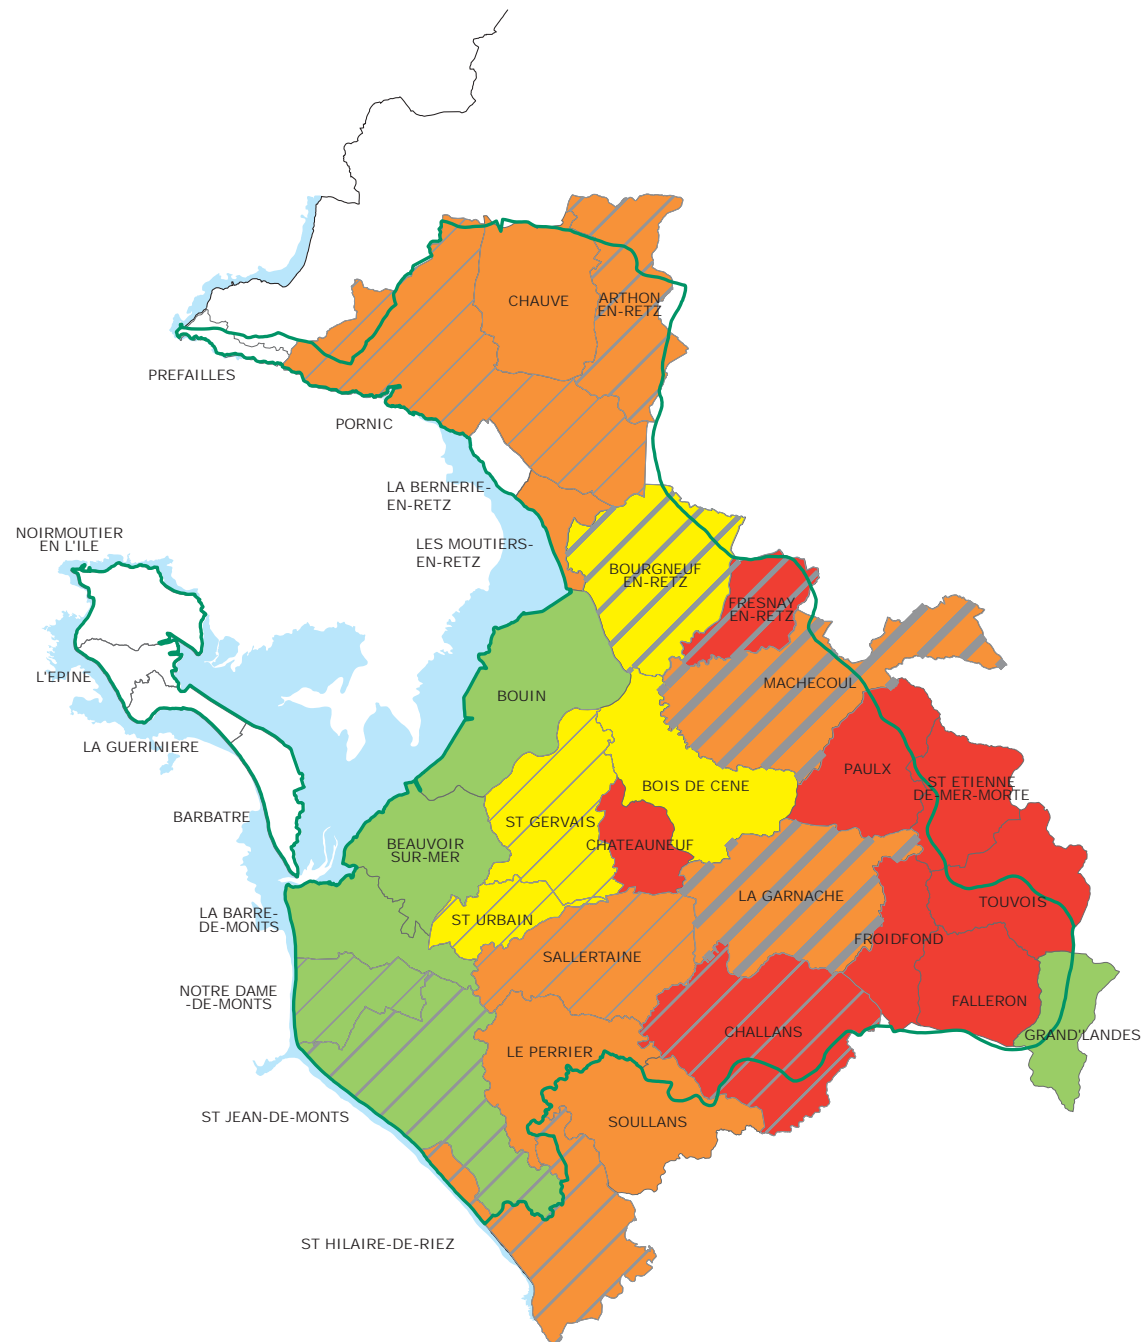 CHAUVE
ARTHON
EN-RETZ
PREFAILLES
PORNIC
LA BERNERIE-
EN-RETZ
NOIRMOUTIER
EN L'ILE
LES MOUTIERS-
EN-RETZ
BOURGNEUF
EN-RETZ
FRESNAY
EN-RETZ
L'EPINE
BOUIN
MACHECOUL
LA GUERINIERE
PAULX
BOIS DE CENE
ST ETIENNE
DE-MER-MORTE
BARBATRE
ST GERVAIS
BEAUVOIR
SUR-MER
CHATEAUNEUF
LA GARNACHE
TOUVOIS
LA BARRE-
DE-MONTS
ST URBAIN
FROIDFOND
SALLERTAINE
NOTRE DAME
-DE-MONTS
FALLERON
CHALLANS
GRAND'LANDES
LE PERRIER
ST JEAN-DE-MONTS
SOULLANS
ST HILAIRE-DE-RIEZ